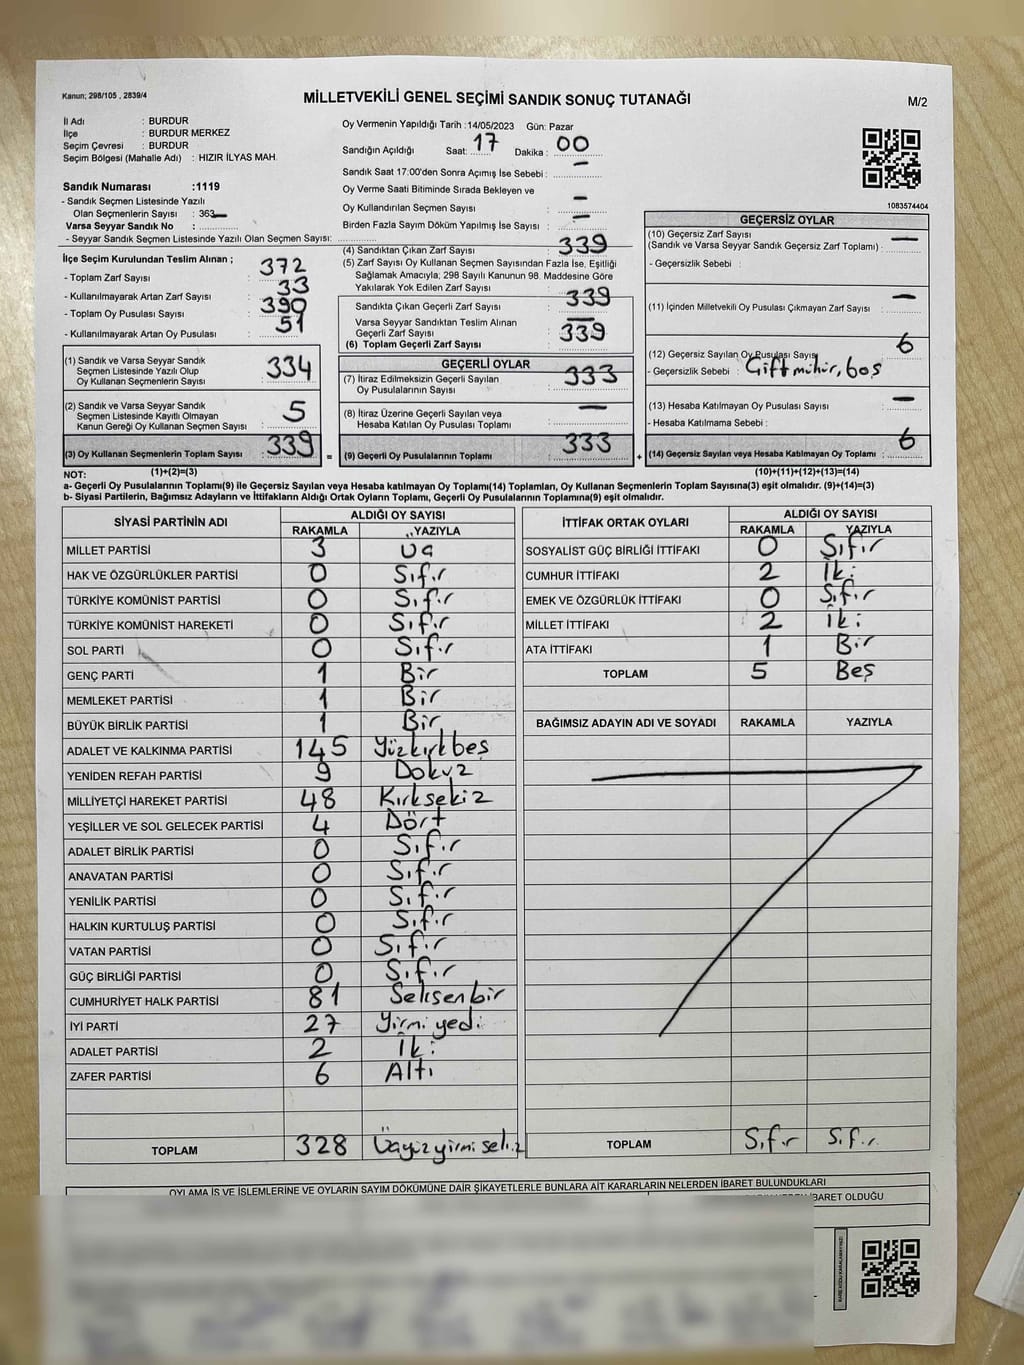 Kanun; 298/105 , 2839/4
MİLLETVEKİLİ GENEL SEÇİMİ SANDIK SONUÇ TUTANAĞI
M/2
İl Adı : BURDUR
İlçe : BURDUR MERKEZ
Seçim Çevresi : BURDUR
Seçim Bölgesi (Mahalle Adı) : HIZIR İLYAS MAH.
Sandık Numarası :1119
- Sandık Seçmen Listesinde Yazılı
Olan Seçmenlerin Sayısı : 363
Varsa Seyyar Sandık No :
- Seyyar Sandık Seçmen Listesinde Yazılı Olan Seçmen Sayısı:
Oy Vermenin Yapıldığı Tarih :14/05/2023 Gün: Pazar
Sandığın Açıldığı Saat: 17 Dakika : 00
Sandık Saat 17:00'den Sonra Açımış İse Sebebi : -
Oy Verme Saati Bitiminde Sırada Bekleyen ve
Oy Kullandırılan Seçmen Sayısı : -
Birden Fazla Sayım Döküm Yapılmış İse Sayısı : -
1083574404
İlçe Seçim Kurulundan Teslim Alınan ;
- Toplam Zarf Sayısı : 372
- Kullanılmayarak Artan Zarf Sayısı : 33
- Toplam Oy Pusulası Sayısı : 390
- Kullanılmayarak Artan Oy Pusulası : 51
(1) Sandık ve Varsa Seyyar Sandık
Seçmen Listesinde Yazılı Olup
Oy Kullanan Seçmenlerin Sayısı : 334
(2) Sandık ve Varsa Seyyar Sandık
Seçmen Listesinde Kayıtlı Olmayan
Kanun Gereği Oy Kullanan Seçmen Sayısı : 5
(3) Oy Kullanan Seçmenlerin Toplam Sayısı : 339
(1)+(2)=(3)
(4) Sandıktan Çıkan Zarf Sayısı : 339
(5) Zarf Sayısı Oy Kullanan Seçmen Sayısından Fazla İse, Eşitliği
Sağlamak Amacıyla; 298 Sayılı Kanunun 98. Maddesine Göre
Yakılarak Yok Edilen Zarf Sayısı :
Sandıkta Çıkan Geçerli Zarf Sayısı : 339
Varsa Seyyar Sandıktan Teslim Alınan
Geçerli Zarf Sayısı : -
(6) Toplam Geçerli Zarf Sayısı : 339
GEÇERLİ OYLAR
(7) İtiraz Edilmeksizin Geçerli Sayılan
Oy Pusulalarının Sayısı : 333
(8) İtiraz Üzerine Geçerli Sayılan veya
Hesaba Katılan Oy Pusulası Toplamı : -
= (9) Geçerli Oy Pusulalarının Toplamı : 333 +
GEÇERSİZ OYLAR
(10) Geçersiz Zarf Sayısı
(Sandık ve Varsa Seyyar Sandık Geçersiz Zarf Toplamı) : -
- Geçersizlik Sebebi :
(11) İçinden Milletvekili Oy Pusulası Çıkmayan Zarf Sayısı : -
(12) Geçersiz Sayılan Oy Pusulası Sayısı : 6
- Geçersizlik Sebebi : Çift mühür, boş
(13) Hesaba Katılmayan Oy Pusulası Sayısı : -
- Hesaba Katılmama Sebebi :
(14) Geçersiz Sayılan veya Hesaba Katılmayan Oy Toplamı : 6
(10)+(11)+(12)+(13)=(14)
NOT:
a- Geçerli Oy Pusulalarının Toplamı(9) ile Geçersiz Sayılan veya Hesaba katılmayan Oy Toplamı(14) Toplamları, Oy Kullanan Seçmenlerin Toplam Sayısına(3) eşit olmalıdır. (9)+(14)=(3)
b- Siyasi Partilerin, Bağımsız Adayların ve İttifakların Aldığı Ortak Oyların Toplamı, Geçerli Oy Pusulalarının Toplamına(9) eşit olmalıdır.
SİYASİ PARTİNİN ADI ALDIĞI OY SAYISI
RAKAMLA YAZIYLA
MİLLET PARTİSİ 3 Üç
HAK VE ÖZGÜRLÜKLER PARTİSİ 0 Sıfır
TÜRKİYE KOMÜNİST PARTİSİ 0 Sıfır
TÜRKİYE KOMÜNİST HAREKETİ 0 Sıfır
SOL PARTİ 0 Sıfır
GENÇ PARTİ 1 Bir
MEMLEKET PARTİSİ 1 Bir
BÜYÜK BİRLİK PARTİSİ 1 Bir
ADALET VE KALKINMA PARTİSİ 145 Yüzkırkbeş
YENİDEN REFAH PARTİSİ 9 Dokuz
MİLLİYETÇİ HAREKET PARTİSİ 48 Kırksekiz
YEŞİLLER VE SOL GELECEK PARTİSİ 4 Dört
ADALET BİRLİK PARTİSİ 0 Sıfır
ANAVATAN PARTİSİ 0 Sıfır
YENİLİK PARTİSİ 0 Sıfır
HALKIN KURTULUŞ PARTİSİ 0 Sıfır
VATAN PARTİSİ 0 Sıfır
GÜÇ BİRLİĞİ PARTİSİ 0 Sıfır
CUMHURİYET HALK PARTİSİ 81 Seksenbir
İYİ PARTİ 27 Yirmi yedi
ADALET PARTİSİ 2 İki
ZAFER PARTİSİ 6 Altı
TOPLAM 328 Üçyüzyirmi sekiz
İTTİFAK ORTAK OYLARI ALDIĞI OY SAYISI
RAKAMLA YAZIYLA
SOSYALİST GÜÇ BİRLİĞİ İTTİFAKI 0 Sıfır
CUMHUR İTTİFAKI 2 İki
EMEK VE ÖZGÜRLÜK İTTİFAKI 0 Sıfır
MİLLET İTTİFAKI 2 İki
ATA İTTİFAKI 1 Bir
TOPLAM 5 Beş
BAĞIMSIZ ADAYIN ADI VE SOYADI RAKAMLA YAZIYLA
TOPLAM Sıfır Sıfır
OYLAMA İŞ VE İŞLEMLERİNE VE OYLARIN SAYIM DÖKÜMÜNE DAİR ŞİKAYETLERLE BUNLARA AİT KARARLARIN NELERDEN İBARET BULUNDUKLARI
İBARET OLDUĞU